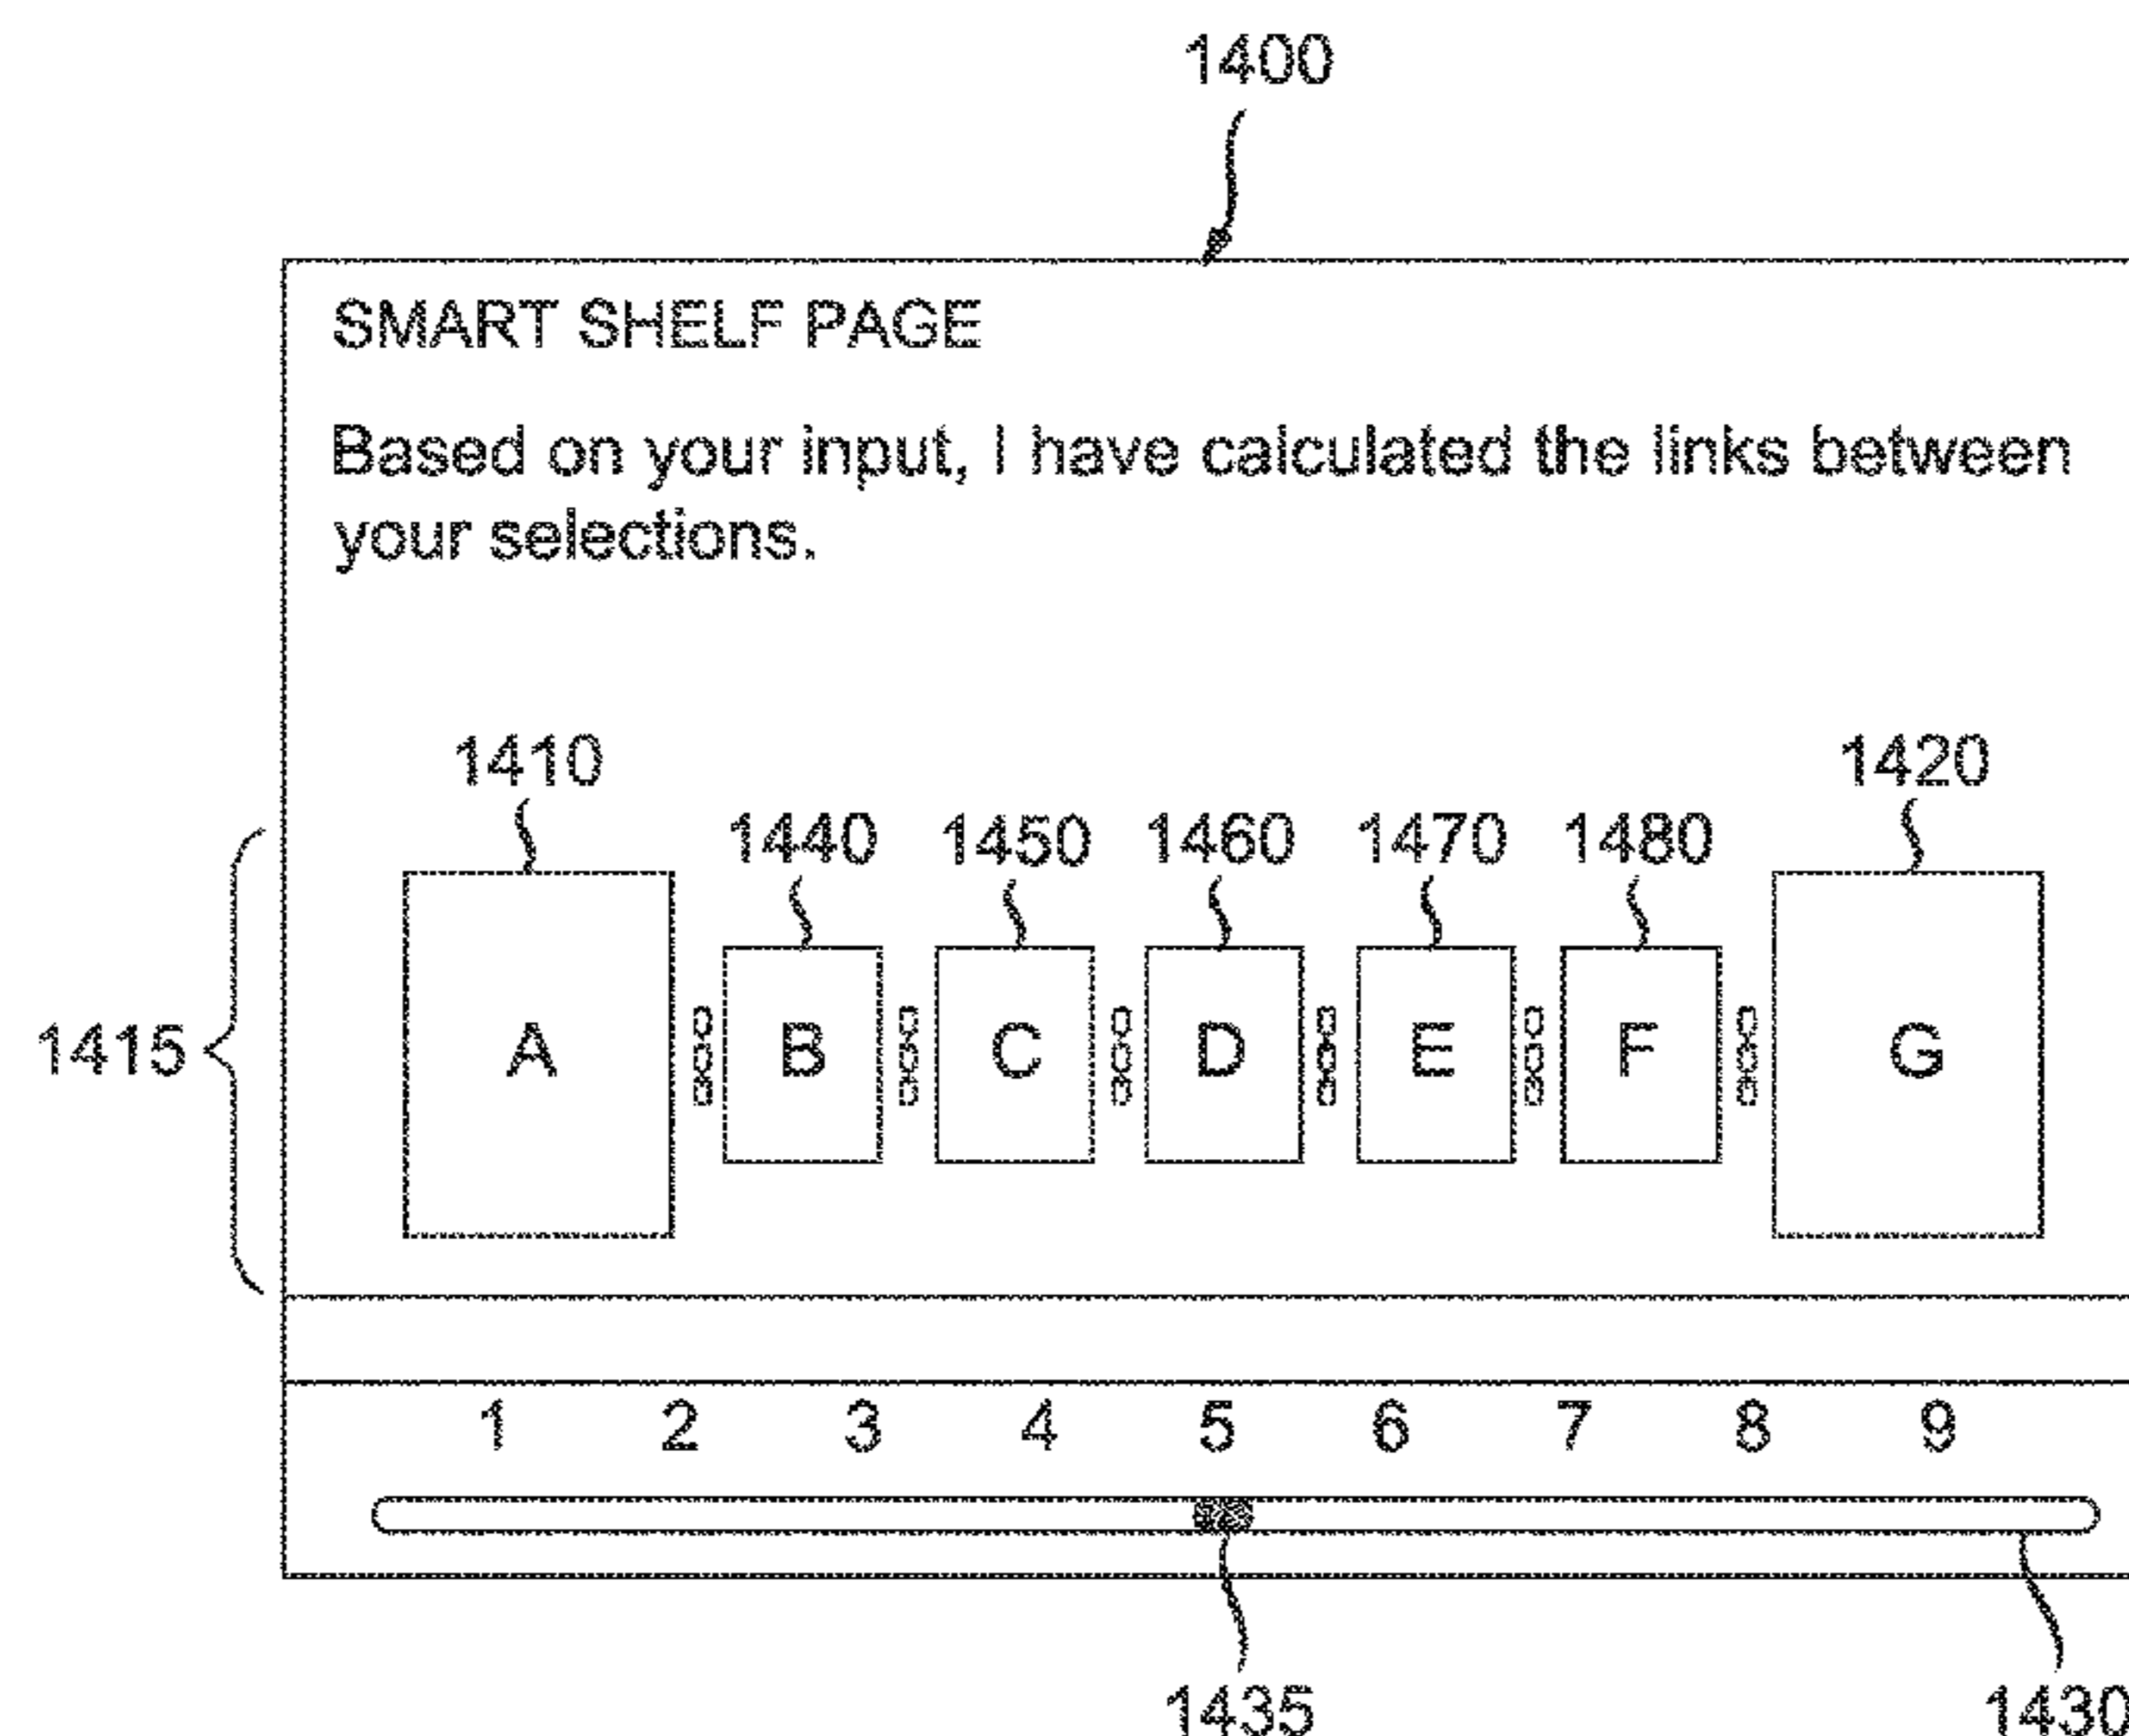 1400
SMART SHELF PAGE
Based on your input, I have calculated the links between
your selections.
1410 1420
1440 1450 1460 1470 1480
1415 A B C D E F G
1 2 3 4 5 6 7 8 9
1435 1430